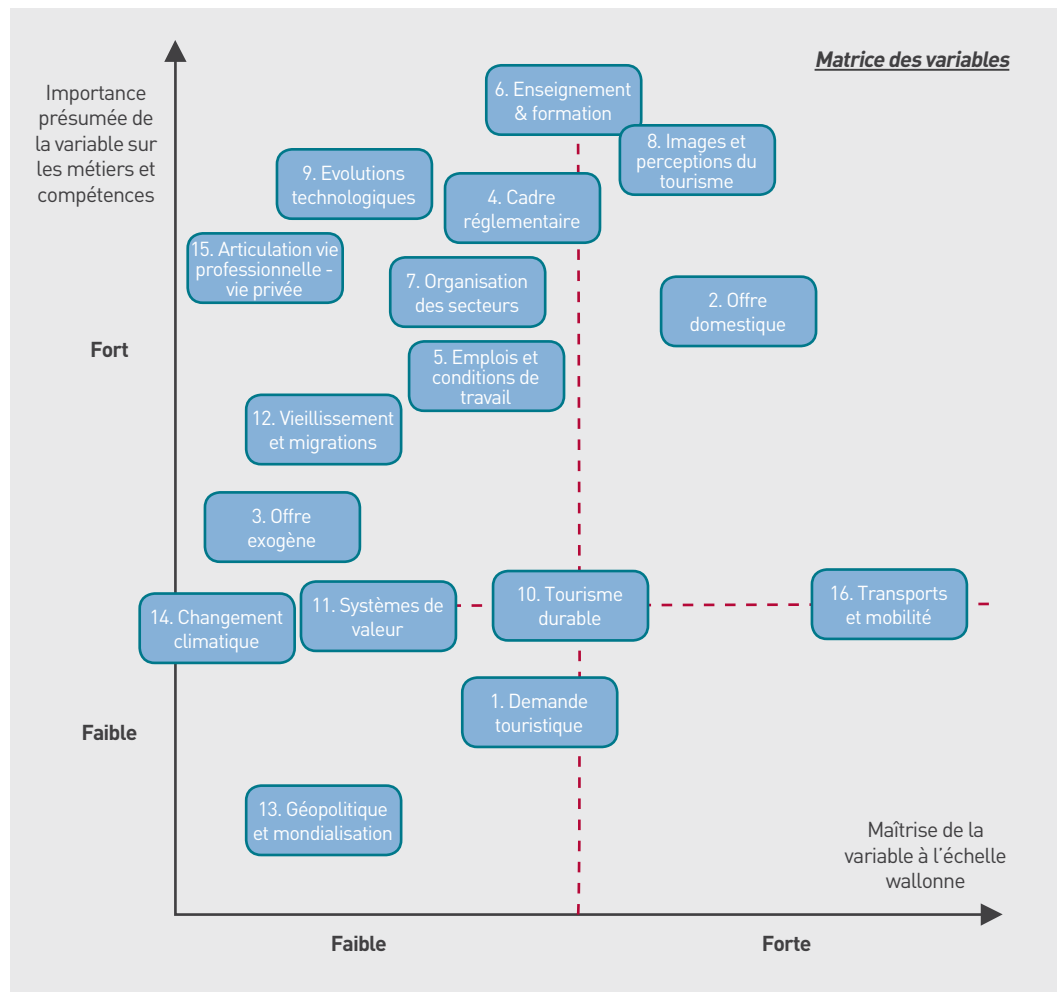 Matrice des variables
Importance
présumée de
la variable sur
les métiers et
compétences
6. Enseignement
& formation
8. Images et
perceptions du
tourisme
9. Evolutions
technologiques
4. Cadre
réglementaire
15. Articulation vie
professionnelle -
vie privée
7. Organisation
des secteurs
2. Offre
domestique
Fort
5. Emplois et
conditions de
travail
12. Vieillissement
et migrations
3. Offre
exogène
14. Changement
climatique
11. Systèmes de
valeur
10. Tourisme
durable
16. Transports
et mobilité
1. Demande
touristique
Faible
13. Géopolitique
et mondialisation
Maîtrise de la
variable à l'échelle
wallonne
Faible
Forte